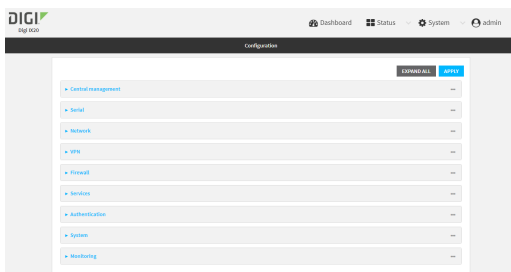 DIGI
Digi IX20
Dashboard Status System admin
Configuration
EXPAND ALL APPLY
Central management
Serial
Network
VPN
Firewall
Services
Authentication
System
Monitoring